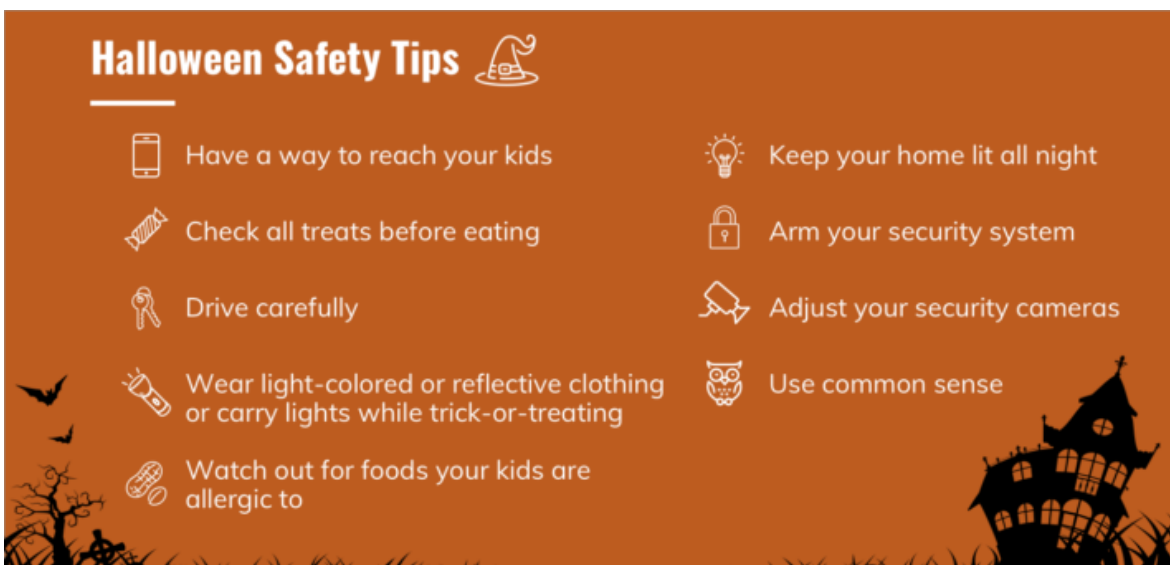 Halloween Safety Tips
Have a way to reach your kids
Check all treats before eating
Drive carefully
Wear light-colored or reflective clothing
or carry lights while trick-or-treating
Watch out for foods your kids are
allergic to
Keep your home lit all night
Arm your security system
Adjust your security cameras
Use common sense